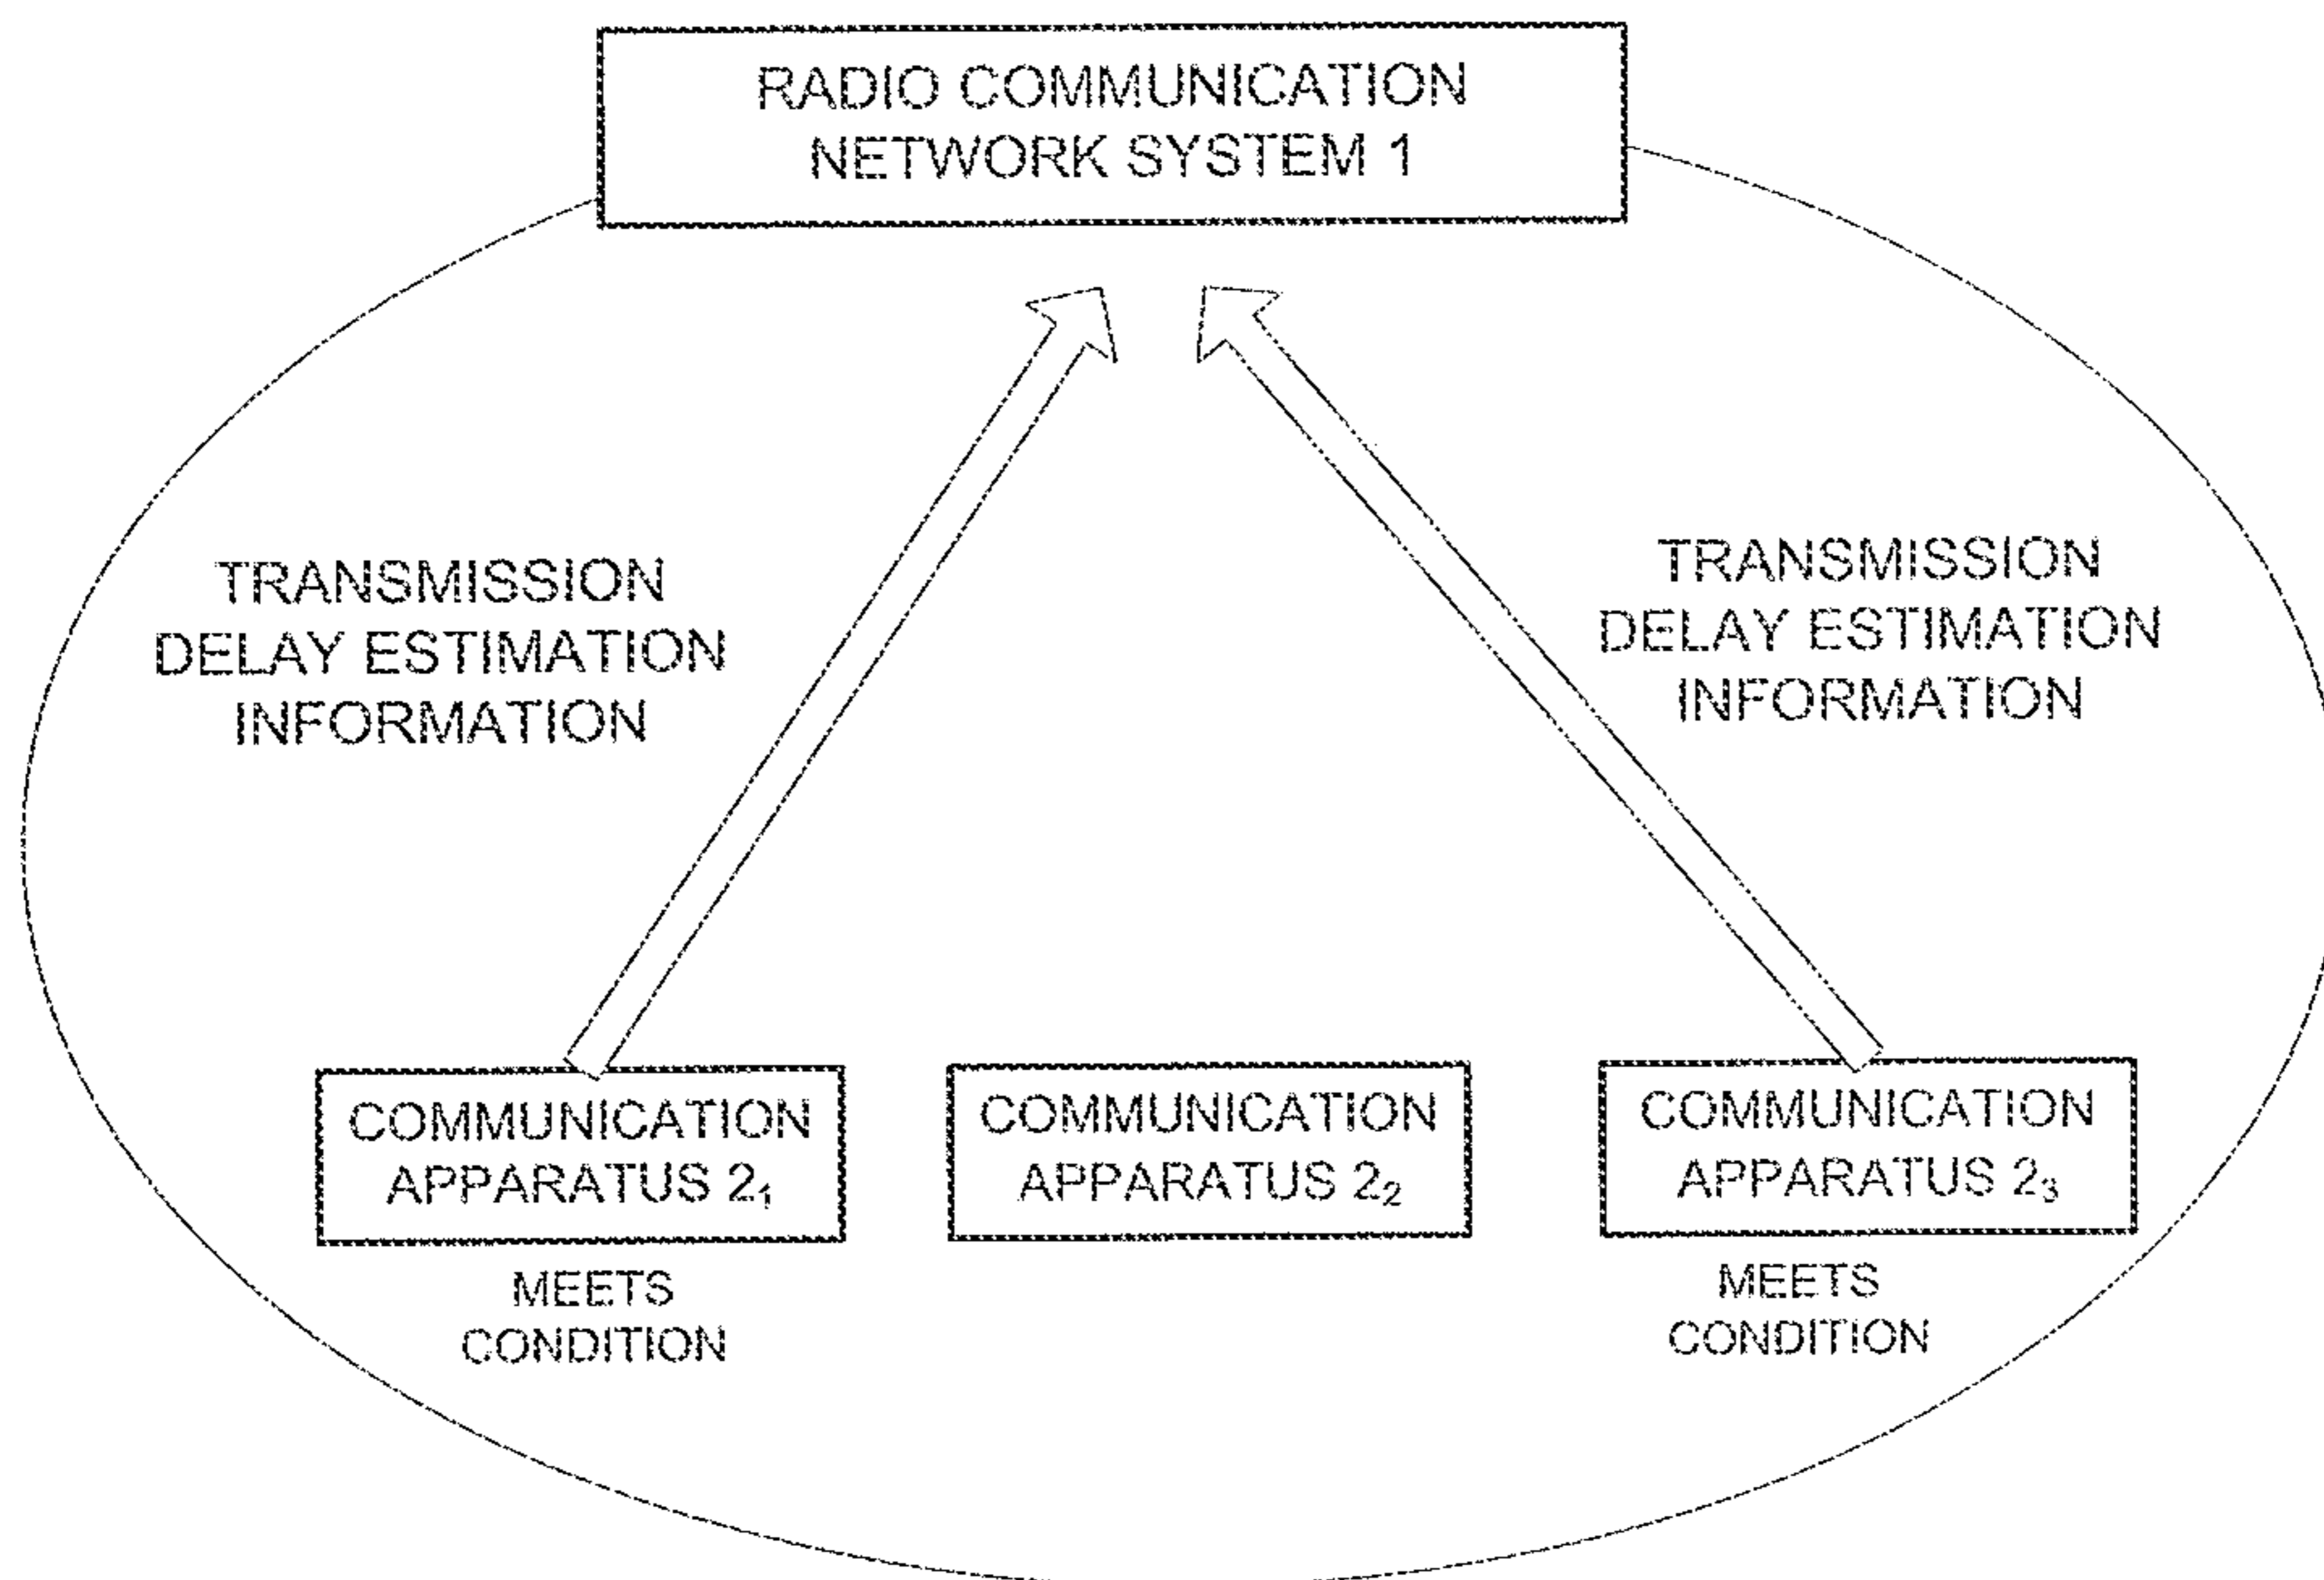 RADIO COMMUNICATION
NETWORK SYSTEM 1
TRANSMISSION
DELAY ESTIMATION
INFORMATION
TRANSMISSION
DELAY ESTIMATION
INFORMATION
COMMUNICATION
APPARATUS 2₁
MEETS
CONDITION
COMMUNICATION
APPARATUS 2₂
COMMUNICATION
APPARATUS 2₃
MEETS
CONDITION